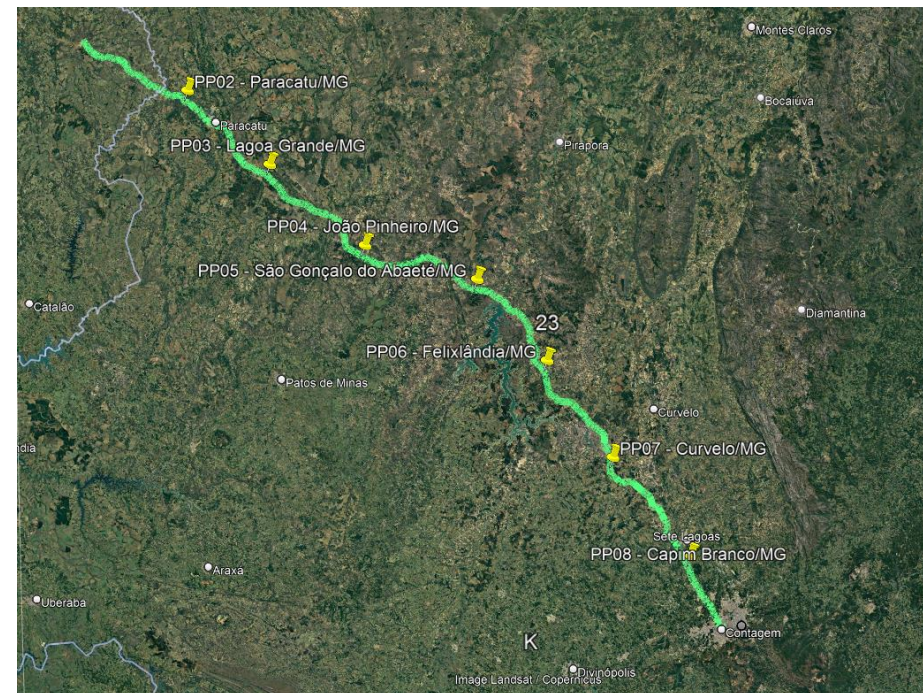 Montes Claros
PP02 - Paracatu/MG
Bocaiuva
Paracatu
PP03 - Lagoa Grande/MG
Pirapora
PP04 - João Pinheiro/MG
PP05 - São Gonçalo do Abaeté/MG
Catalão
Diamantina
23
PP06 - Felixlândia/MG
Patos de Minas
Curvelo
PP07 - Curvelo/MG
Sete Lagoas
PP08 - Capim Branco/MG
Araxá
Uberaba
Contagem
K
Divinópolis
Image Landsat / Copernicus